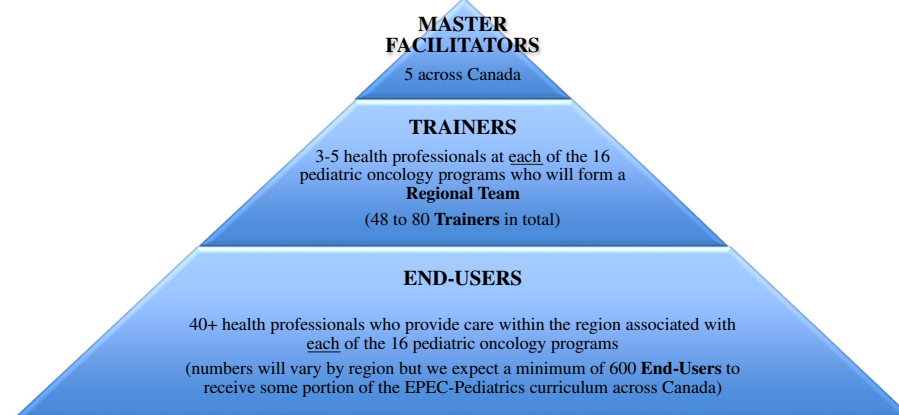 MASTER
FACILITATORS
5 across Canada
TRAINERS
3-5 health professionals at each of the 16
pediatric oncology programs who will form a
Regional Team
(48 to 80 Trainers in total)
END-USERS
40+ health professionals who provide care within the region associated with
each of the 16 pediatric oncology programs
(numbers will vary by region but we expect a minimum of 600 End-Users to
receive some portion of the EPEC-Pediatrics curriculum across Canada)